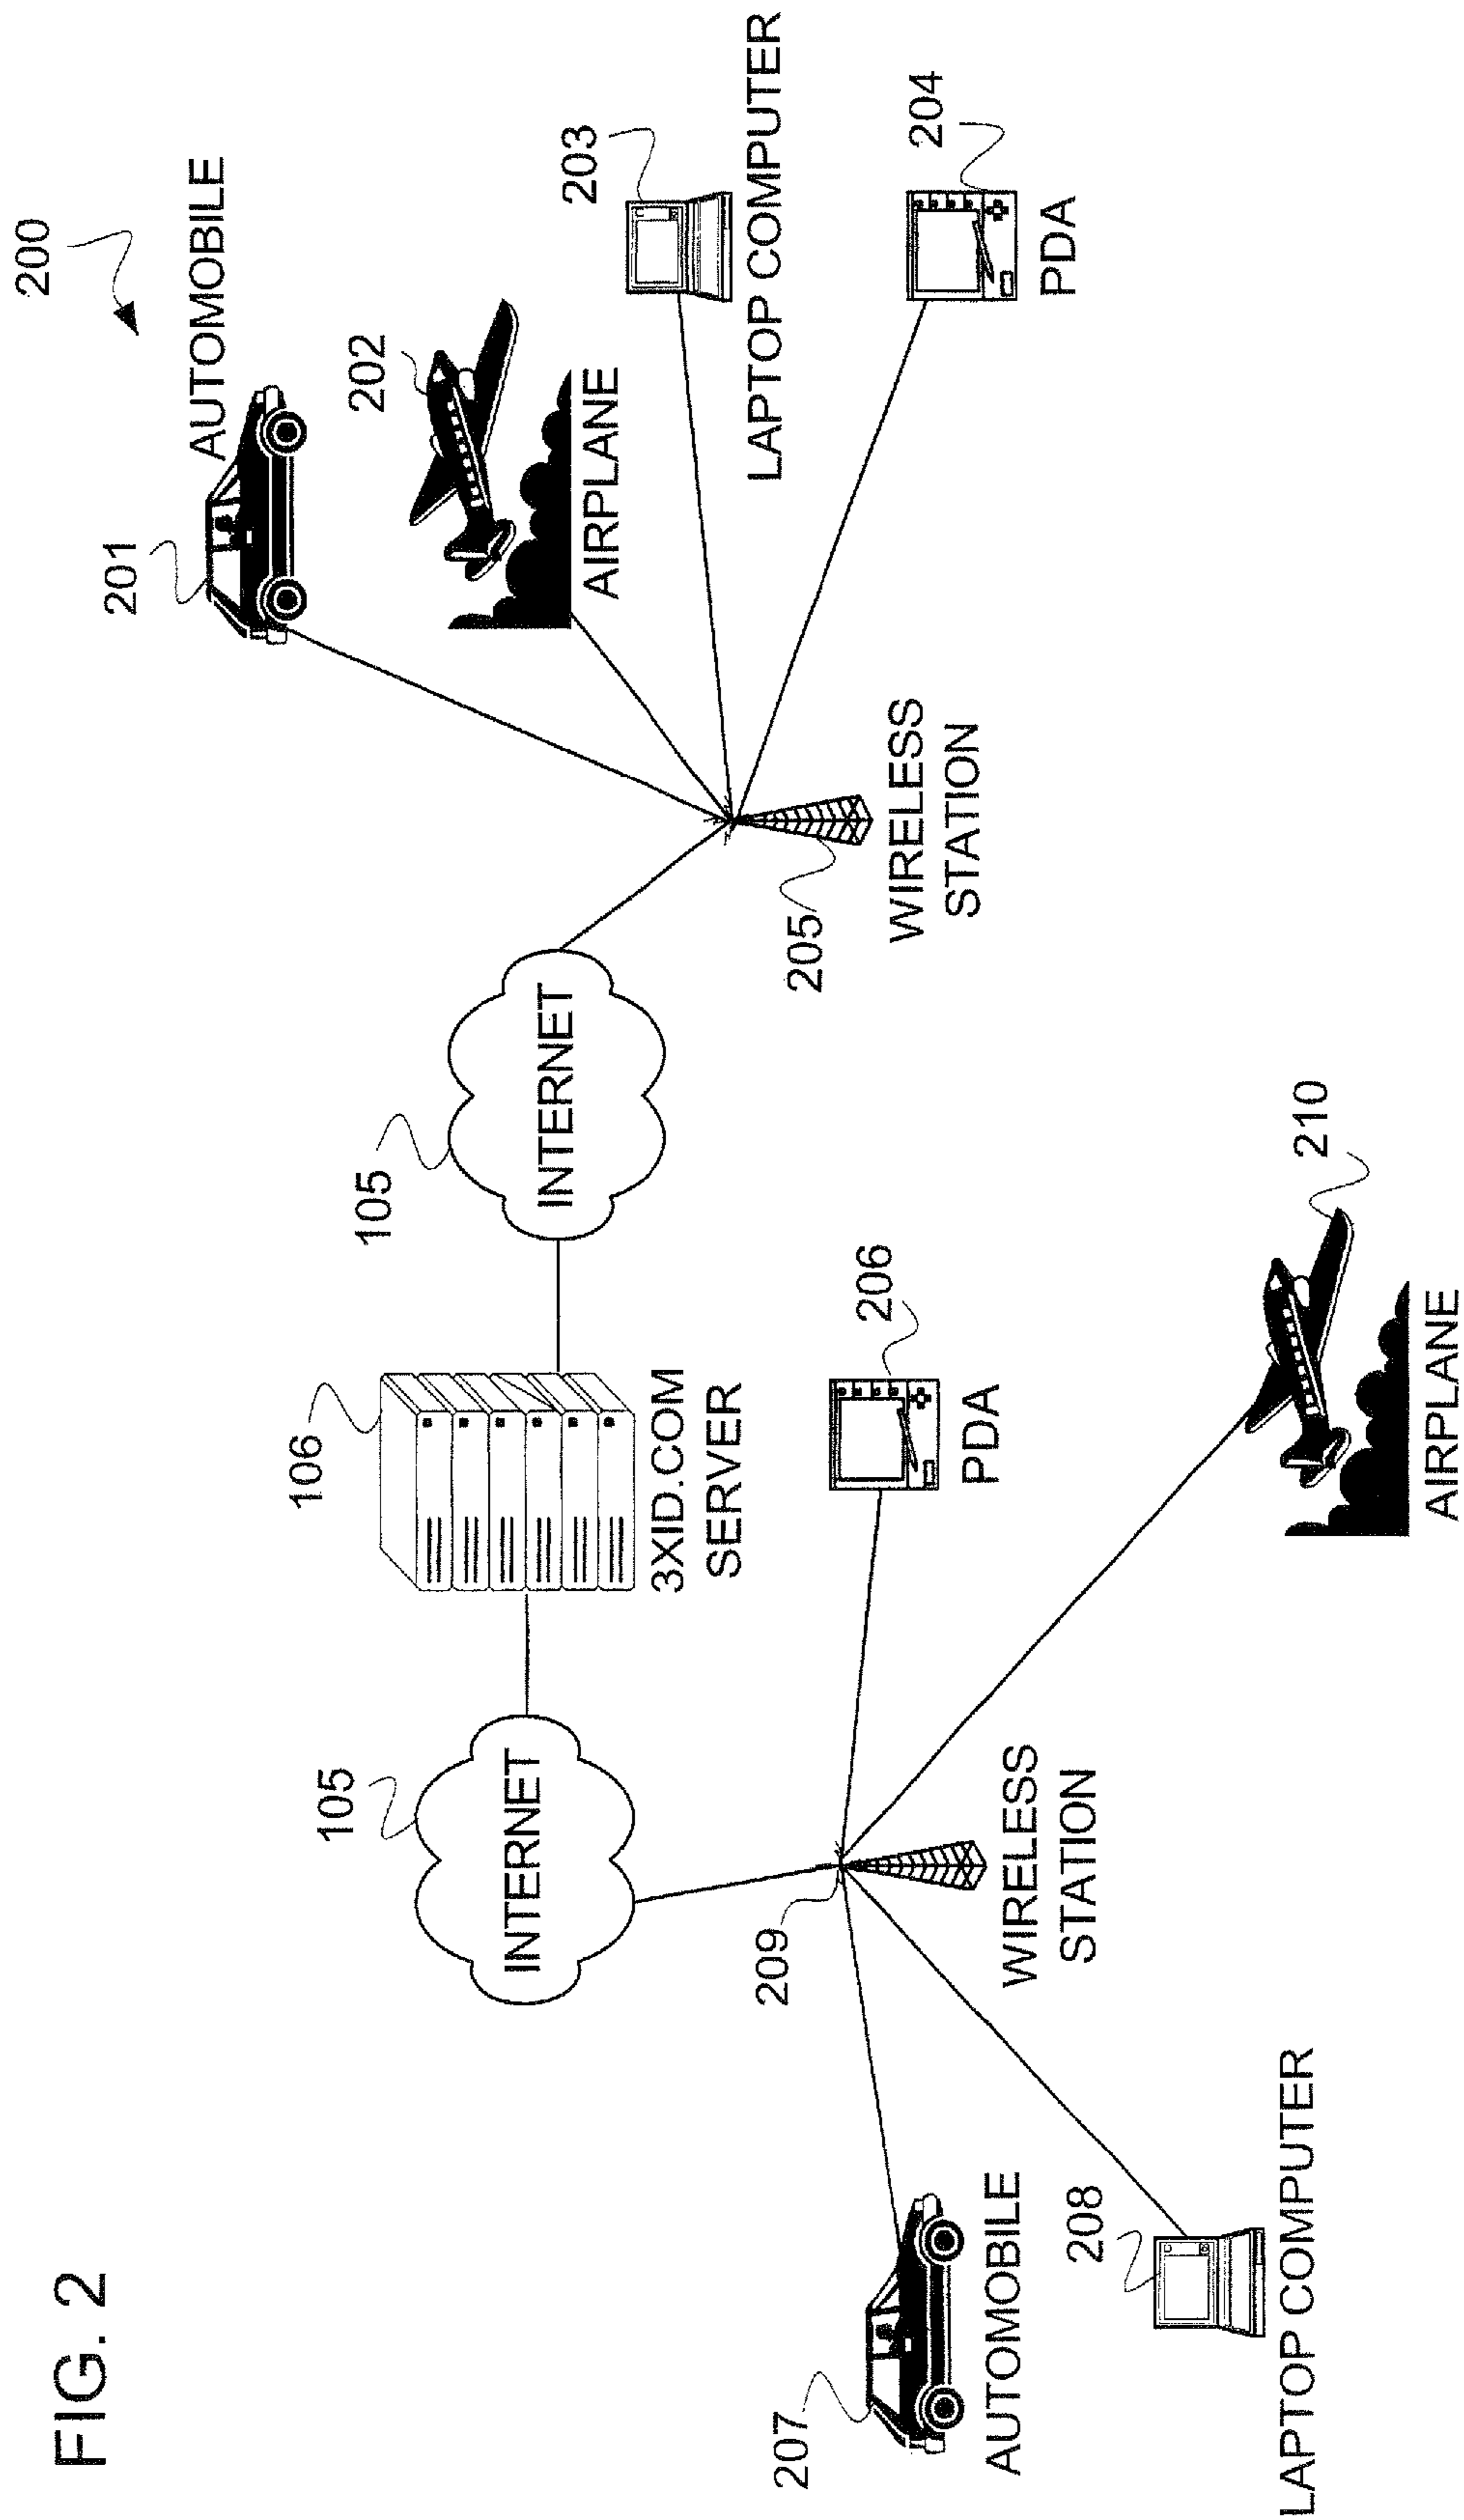 FIG. 2
200
201
AUTOMOBILE
202
AIRPLANE
203
LAPTOP COMPUTER
204
PDA
205
WIRELESS
STATION
105
INTERNET
106
3XID.COM
SERVER
105
INTERNET
206
PDA
210
AIRPLANE
209
WIRELESS
STATION
207
AUTOMOBILE
208
LAPTOP COMPUTER